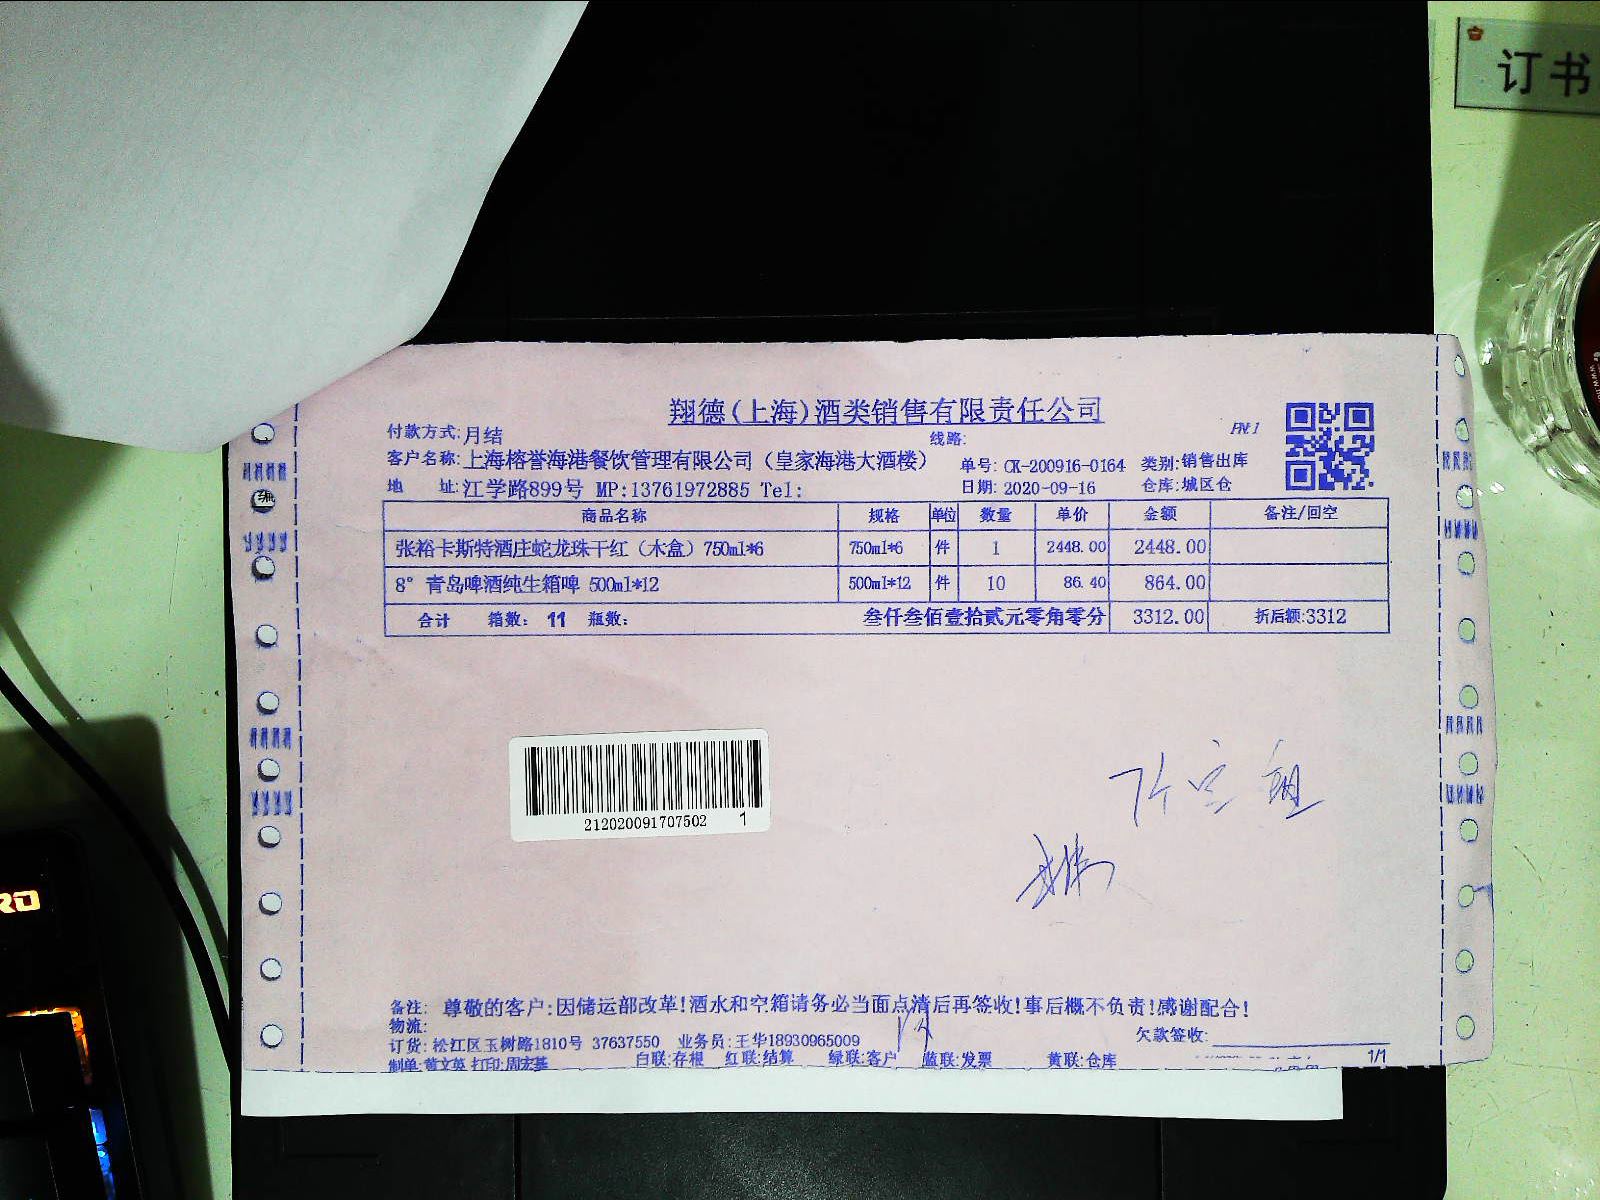 订书
翔德(上海)酒类销售有限责任公司
付款方式:月结
线路:
PN:1
客户名称:上海榕誉海港餐饮管理有限公司（皇家海港大酒楼）
单号: CK-200916-0164 类别:销售出库
地 址:江学路899号 MP:13761972885 Tel:
日期: 2020-09-16 仓库:城区仓
商品名称 规格 单位 数量 单价 金额 备注/回空
张裕卡斯特酒庄蛇龙珠干红（木盒）750ml*6 750ml*6 件 1 2448.00 2448.00
8° 青岛啤酒纯生箱啤 500ml*12 500ml*12 件 10 86.40 864.00
合计 箱数: 11 瓶数: 叁仟叁佰壹拾贰元零角零分 3312.00 折后额:3312
212020091707502 1
备注: 尊敬的客户:因储运部改革!酒水和空箱请务必当面点清后再签收!事后概不负责!感谢配合!
物流:
订货: 松江区玉树路1810号 37637550 业务员:王华18930965009
欠款签收:
制单:黄文英 打印:周宏基 白联:存根 红联:结算 绿联:客户 蓝联:发票 黄联:仓库 1/1
RD